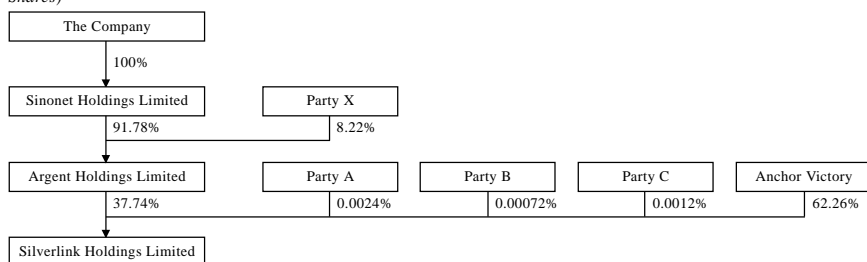 Shares)
The Company
100%
Sinonet Holdings Limited
Party X
91.78%
8.22%
Argent Holdings Limited
Party A
Party B
Party C
Anchor Victory
37.74%
0.0024%
0.00072%
0.0012%
62.26%
Silverlink Holdings Limited